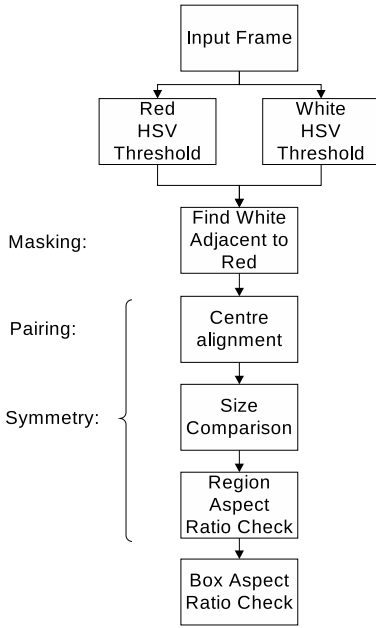 Input Frame
Red
HSV
Threshold
White
HSV
Threshold
Masking:
Find White
Adjacent to
Red
Pairing:
Centre
alignment
Symmetry:
Size
Comparison
Region
Aspect
Ratio Check
Box Aspect
Ratio Check